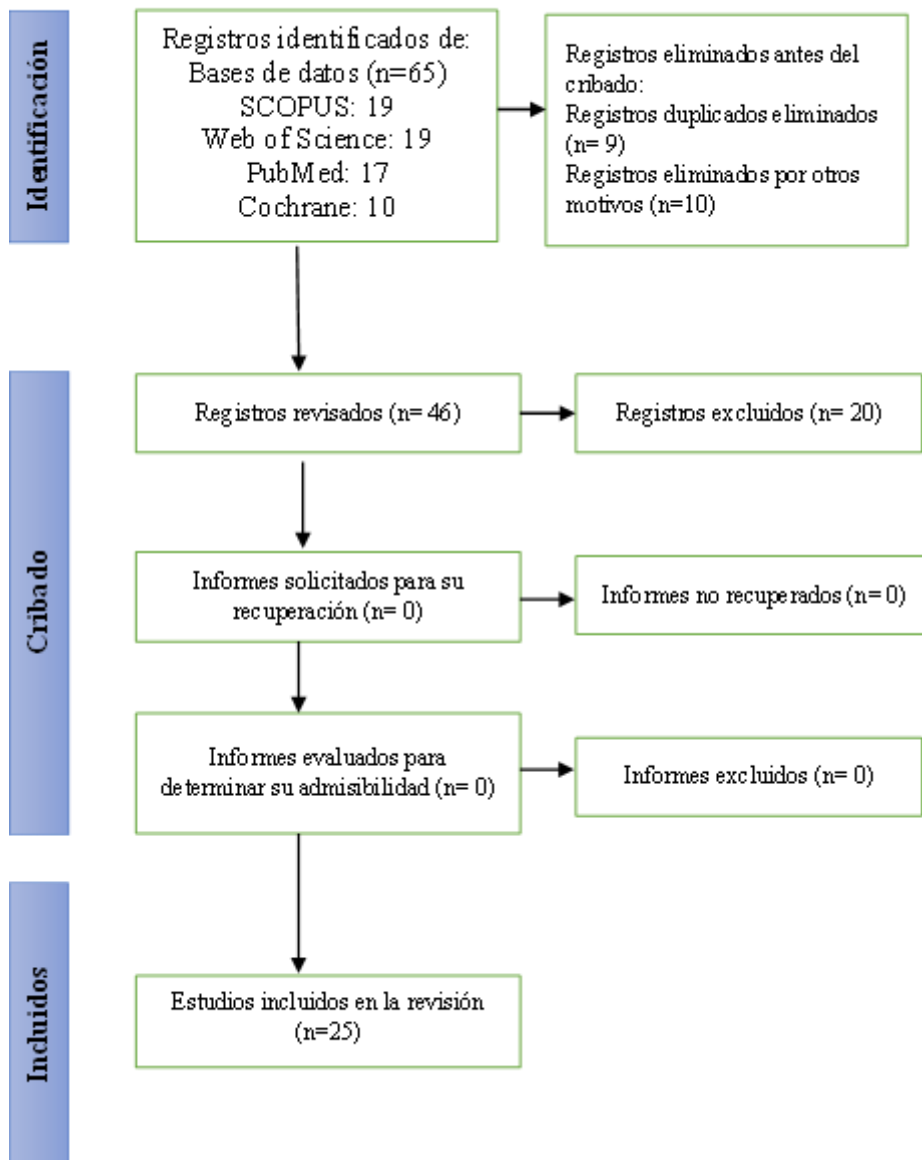 Identificación
Registros identificados de:
Bases de datos (n=65)
SCOPUS: 19
Web of Science: 19
PubMed: 17
Cochrane: 10
Registros eliminados antes del
cribado:
Registros duplicados eliminados
(n= 9)
Registros eliminados por otros
motivos (n=10)
Cribado
Registros revisados (n= 46)
Registros excluidos (n= 20)
Informes solicitados para su
recuperación (n= 0)
Informes no recuperados (n= 0)
Informes evaluados para
determinar su admisibilidad (n= 0)
Informes excluidos (n= 0)
Incluidos
Estudios incluidos en la revisión
(n=25)